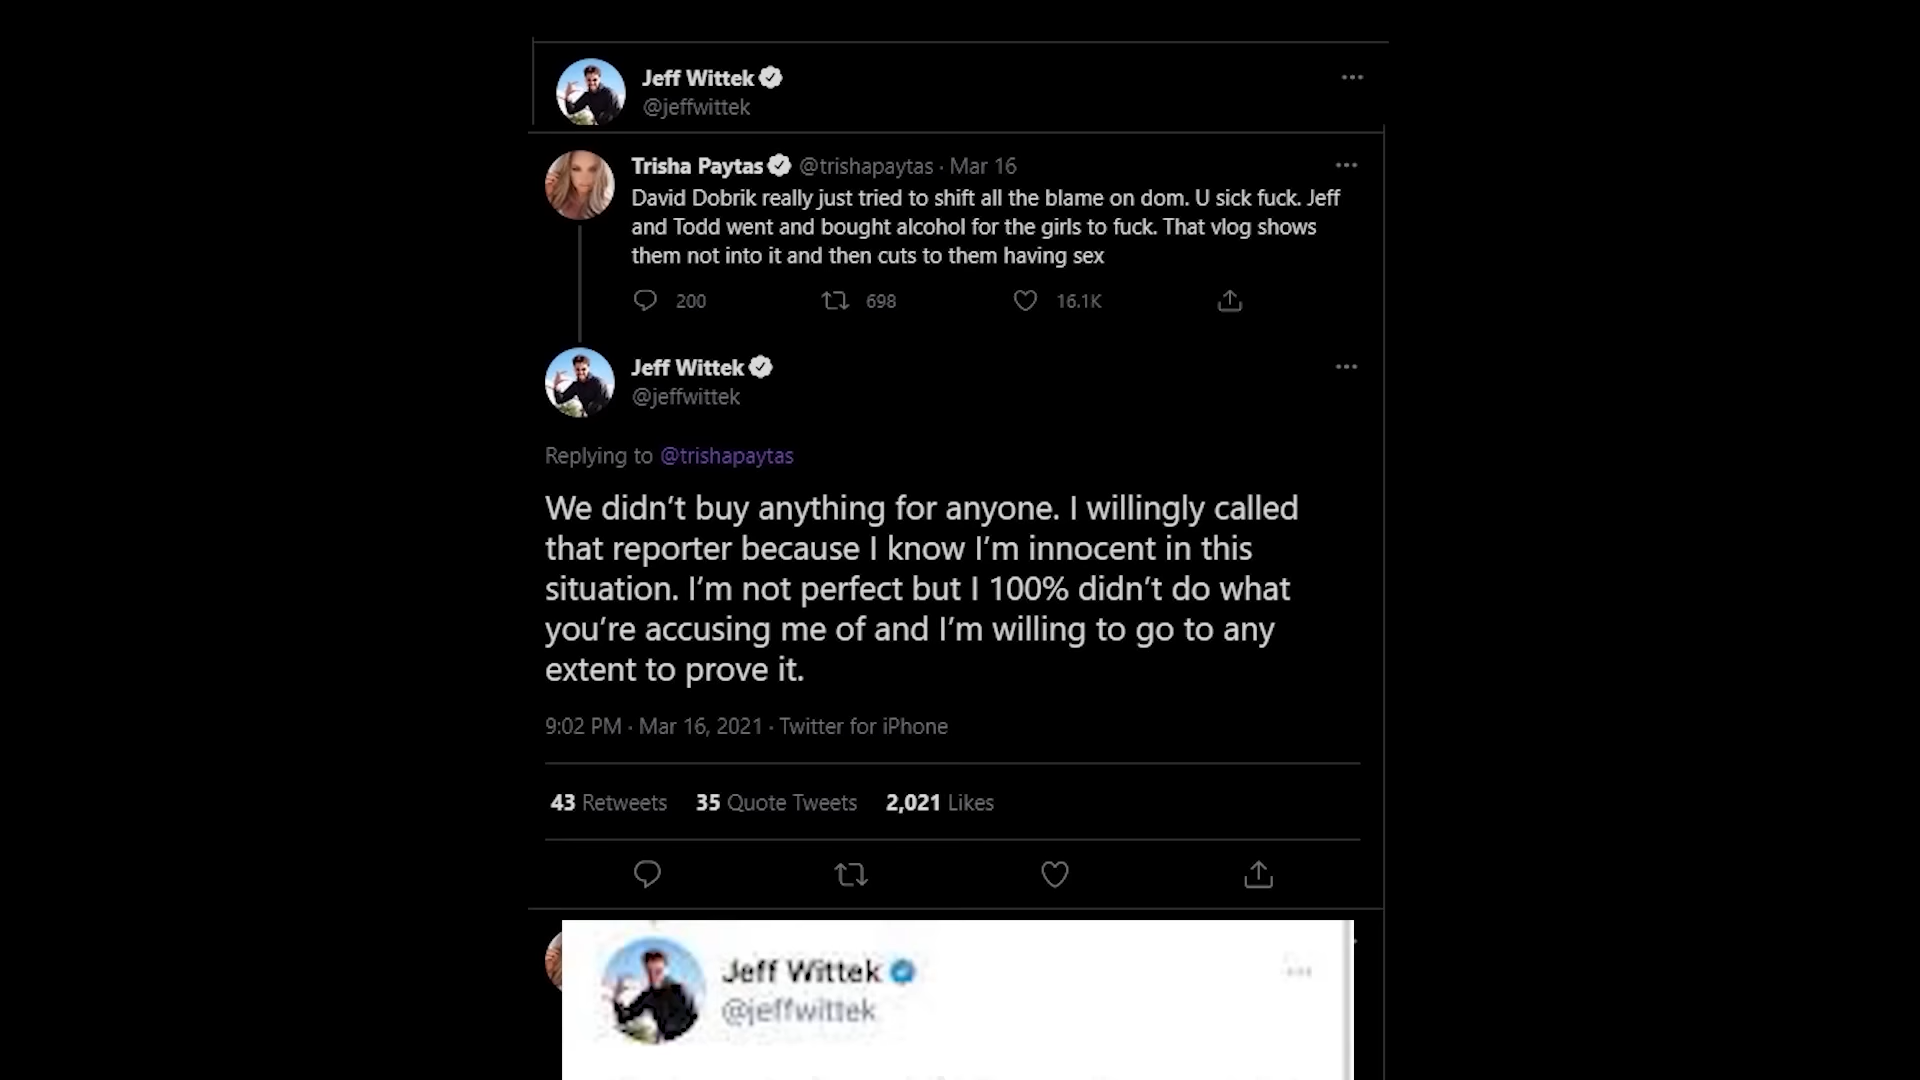 Jeff Wittek
@jeffwittek
Trisha Paytas @trishapaytas · Mar 16
David Dobrik really just tried to shift all the blame on dom. U sick fuck. Jeff
and Todd went and bought alcohol for the girls to fuck. That vlog shows
them not into it and then cuts to them having sex
200 698 16.1K
Jeff Wittek
@jeffwittek
Replying to @trishapaytas
We didn’t buy anything for anyone. I willingly called
that reporter because I know I’m innocent in this
situation. I’m not perfect but I 100% didn’t do what
you’re accusing me of and I’m willing to go to any
extent to prove it.
9:02 PM · Mar 16, 2021 · Twitter for iPhone
43 Retweets 35 Quote Tweets 2,021 Likes
Jeff Wittek
@jeffwittek